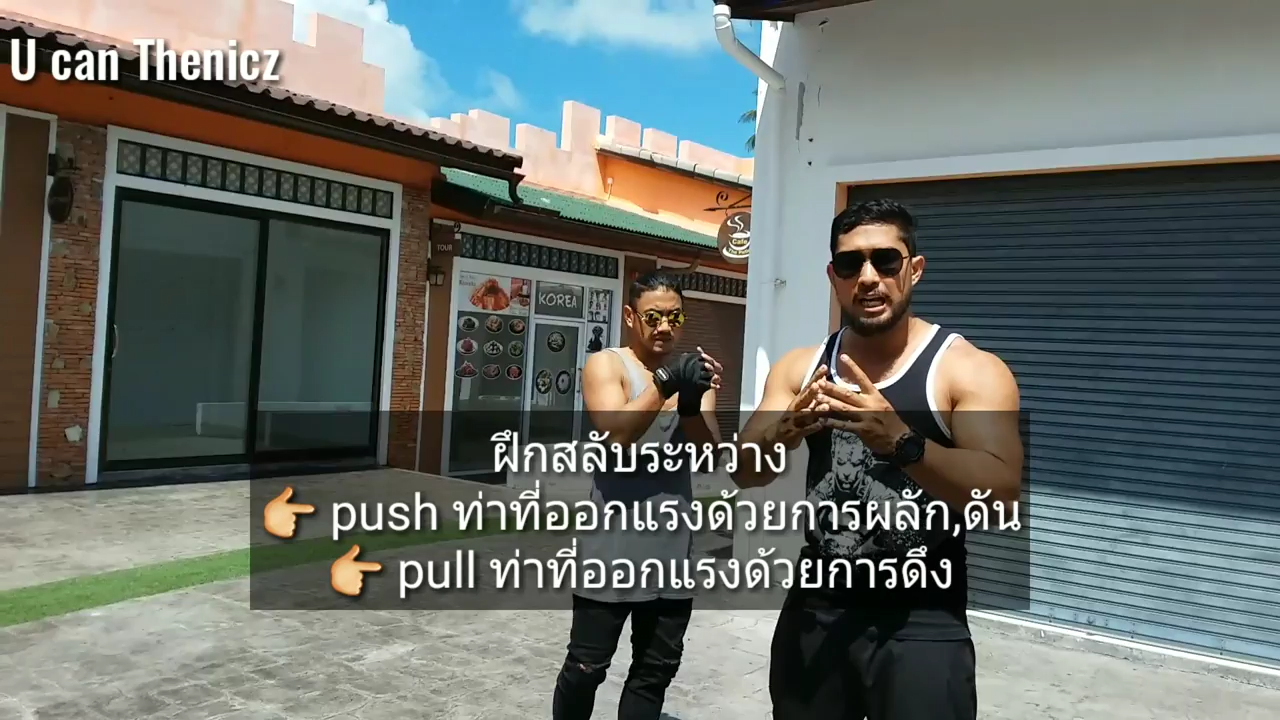 U can Thenicz
TOUR
KOREA
Cafe
ฝึกสลับระหว่าง
👉 push ท่าที่ออกแรงด้วยการผลัก,ดัน
👉 pull ท่าที่ออกแรงด้วยการดึง